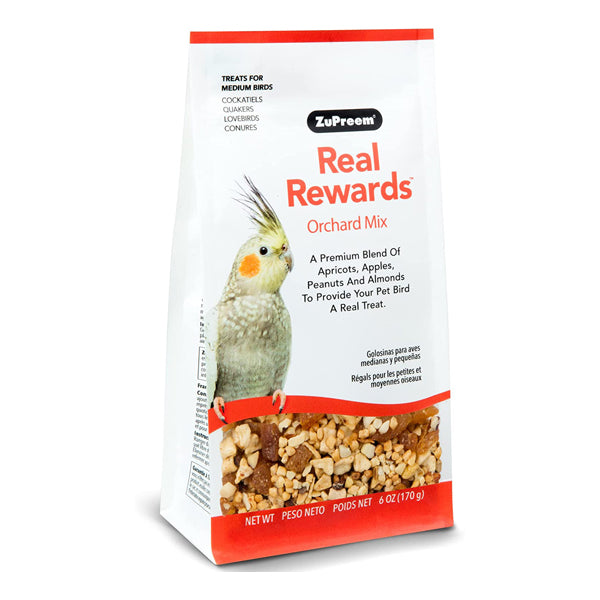 TREATS FOR
MEDIUM BIRDS
COCKATIELS
QUAKERS
LOVEBIRDS
CONURES
ZuPreem®
Real
Rewards™
Orchard Mix
A Premium Blend Of
Apricots, Apples,
Peanuts And Almonds
To Provide Your Pet Bird
A Real Treat.
Golosinas para aves
medianas y pequeñas
Régals pour les petites et
moyennes oiseaux
NET WT PESO NETO POIDS NET 6 OZ (170 g)